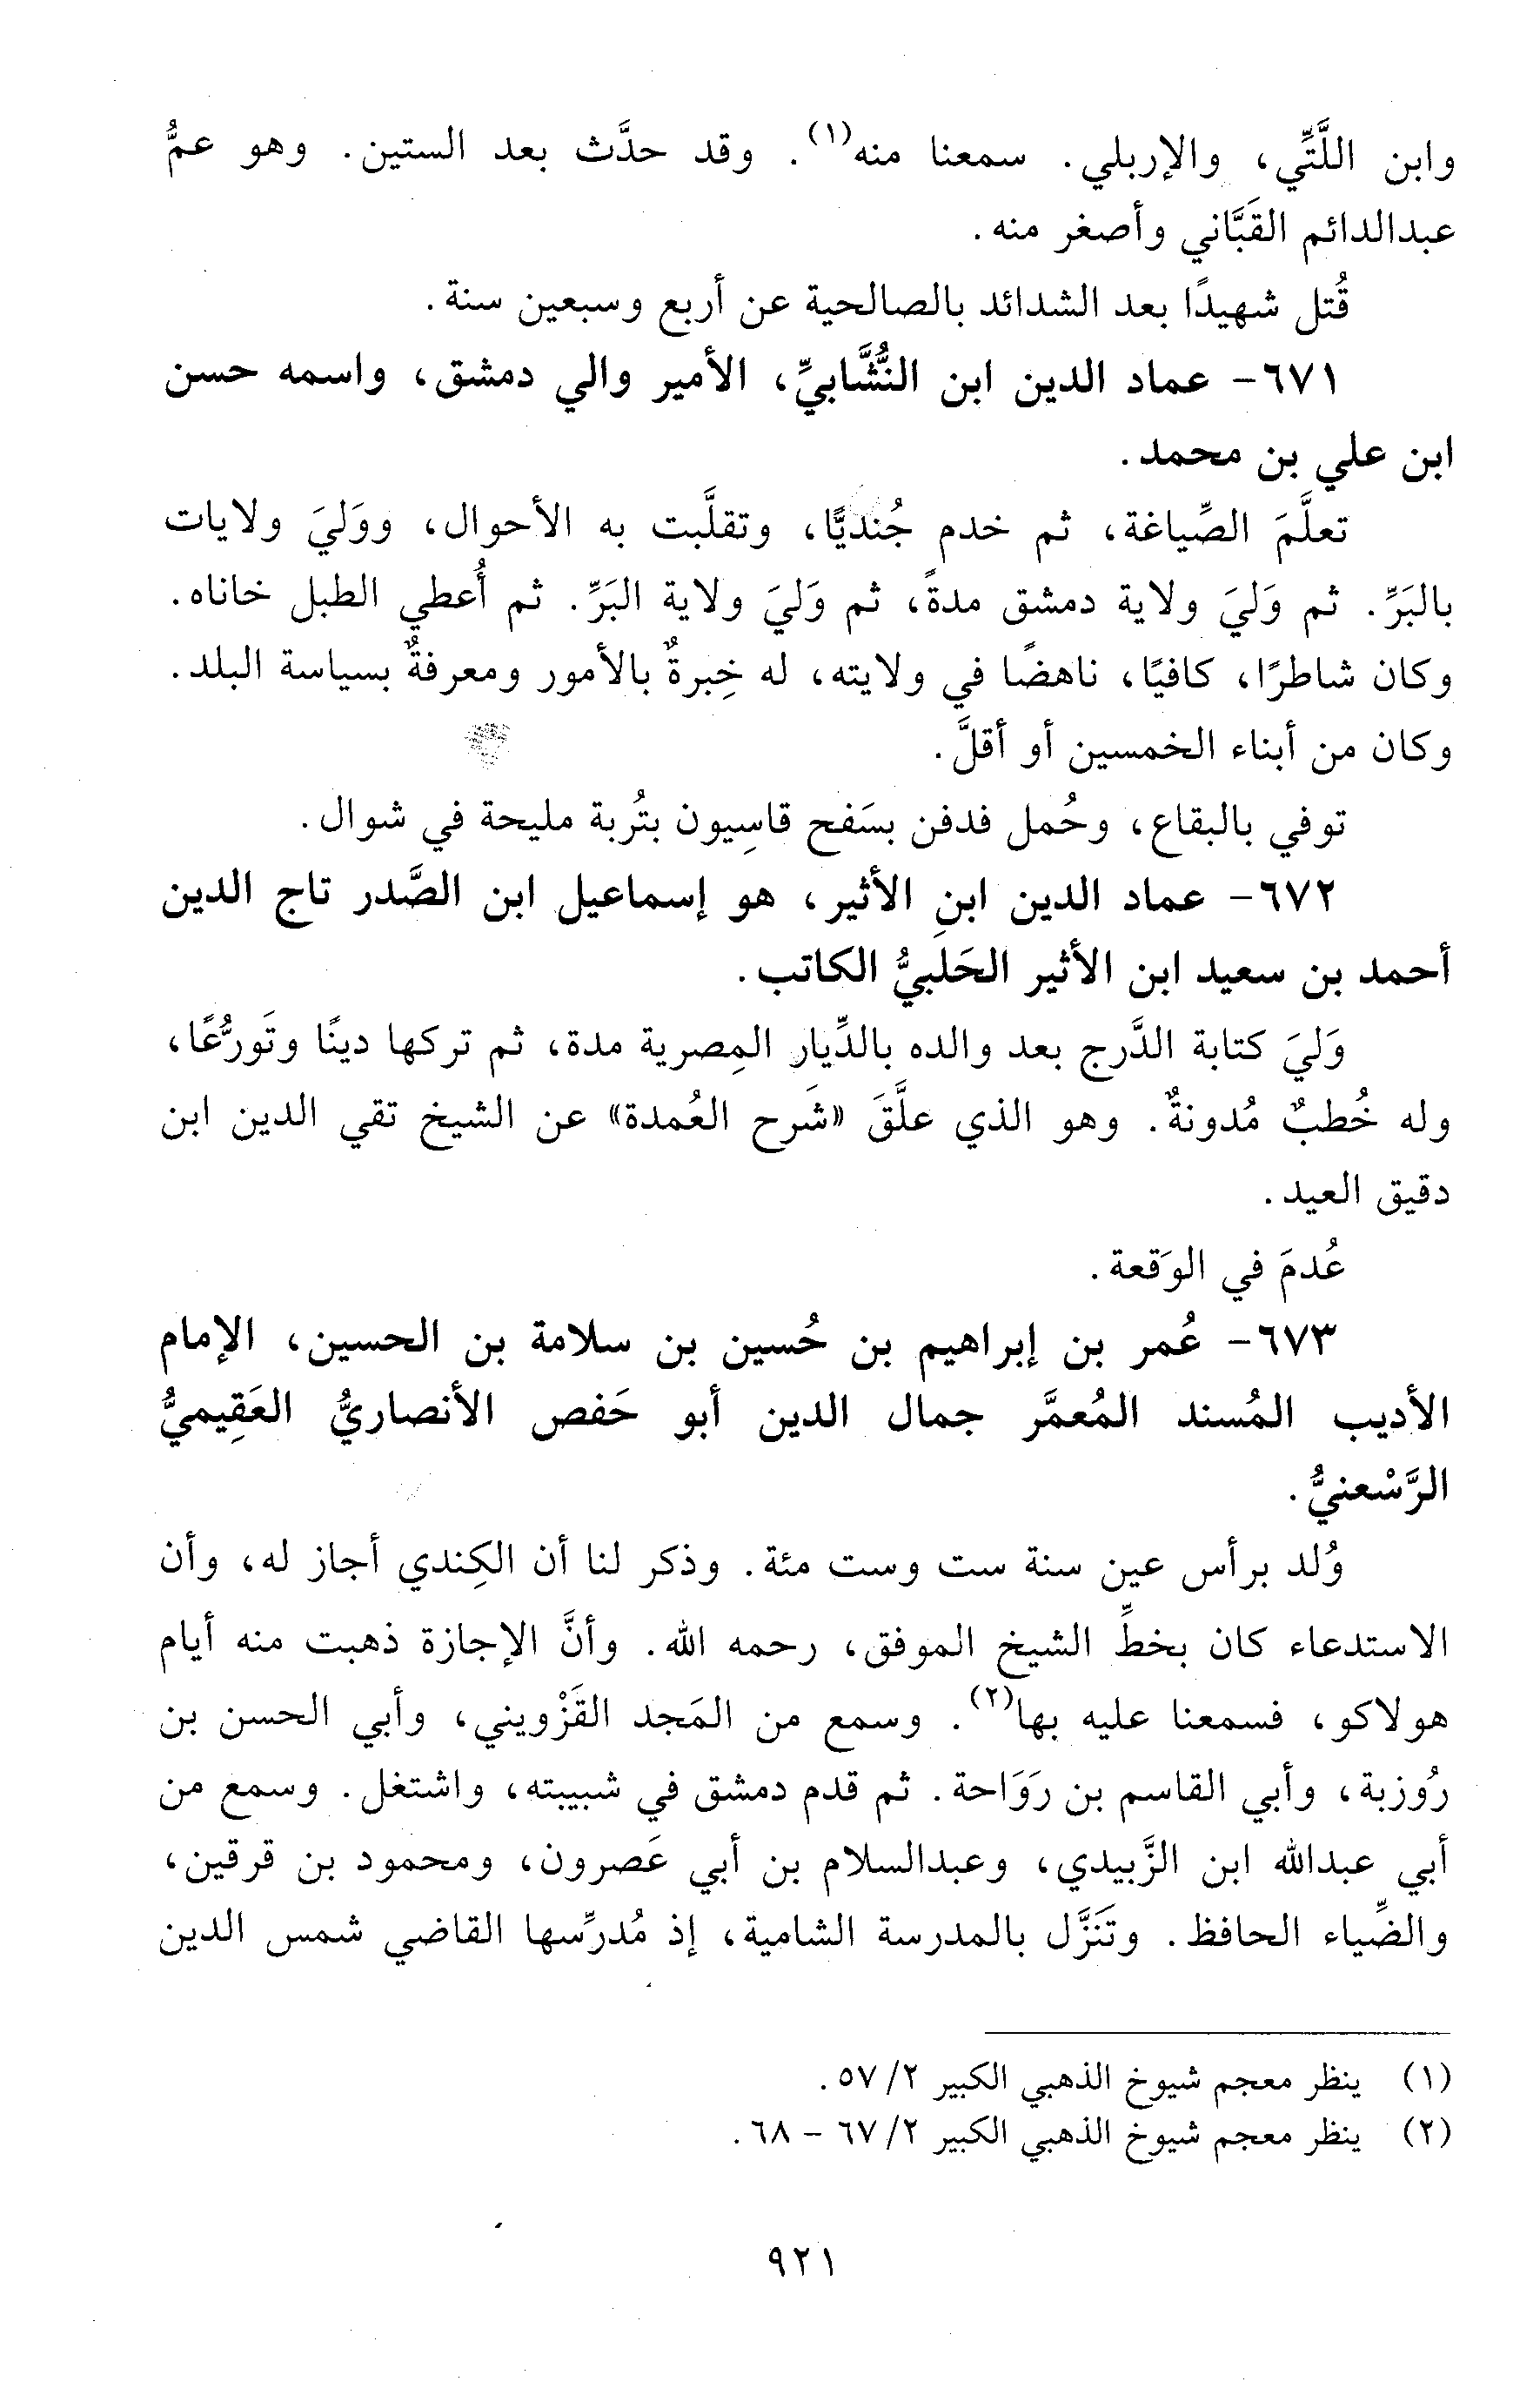 وابن اللَّتِّي، والإربلي. سمعنا منه(١). وقد حدَّث بعد الستين. وهو عمُّ
عبدالدائم القَبَّاني وأصغر منه.
قُتل شهيدًا بعد الشدائد بالصالحية عن أربع وسبعين سنة.
٦٧١- عماد الدين ابن النُّشَّابيِّ، الأمير والي دمشق، واسمه حسن
ابن علي بن محمد.
تعلَّمَ الصِّياغة، ثم خدم جُنديًّا، وتقلَّبت به الأحوال، ووَليَ ولايات
بالبَرِّ. ثم وَليَ ولاية دمشق مدةً، ثم وَليَ ولاية البَرِّ. ثم أُعطي الطبل خاناه.
وكان شاطرًا، كافيًا، ناهضًا في ولايته، له خِبرةٌ بالأمور ومعرفةٌ بسياسة البلد.
وكان من أبناء الخمسين أو أقلَّ.
توفي بالبقاع، وحُمل فدفن بسَفح قاسِيون بتُربة مليحة في شوال.
٦٧٢- عماد الدين ابن الأثير، هو إسماعيل ابن الصَّدر تاج الدين
أحمد بن سعيد ابن الأثير الحَلَبيُّ الكاتب.
وَليَ كتابة الدَّرج بعد والده بالدِّيار المِصرية مدة، ثم تركها دينًا وتَورُّعًا،
وله خُطبٌ مُدونةٌ. وهو الذي علَّقَ «شَرح العُمدة» عن الشيخ تقي الدين ابن
دقيق العيد.
عُدمَ في الوَقعة.
٦٧٣- عُمر بن إبراهيم بن حُسين بن سلامة بن الحسين، الإمام
الأديب المُسند المُعمَّر جمال الدين أبو حَفص الأنصاريُّ العَقِيميُّ
الرَّسْعنيُّ.
وُلد برأس عين سنة ست وست مئة. وذكر لنا أن الكِندي أجاز له، وأن
الاستدعاء كان بخطِّ الشيخ الموفق، رحمه الله. وأنَّ الإجازة ذهبت منه أيام
هولاكو، فسمعنا عليه بها(٢). وسمع من المَجد القَزْويني، وأبي الحسن بن
رُوزبة، وأبي القاسم بن رَوَاحة. ثم قدم دمشق في شبيبته، واشتغل. وسمع من
أبي عبدالله ابن الزَّبيدي، وعبدالسلام بن أبي عَصرون، ومحمود بن قرقين،
والضِّياء الحافظ. وتَنَزَّل بالمدرسة الشامية، إذ مُدرِّسها القاضي شمس الدين
(١) ينظر معجم شيوخ الذهبي الكبير ٢/ ٥٧.
(٢) ينظر معجم شيوخ الذهبي الكبير ٢/ ٦٧ - ٦٨.
٩٢١